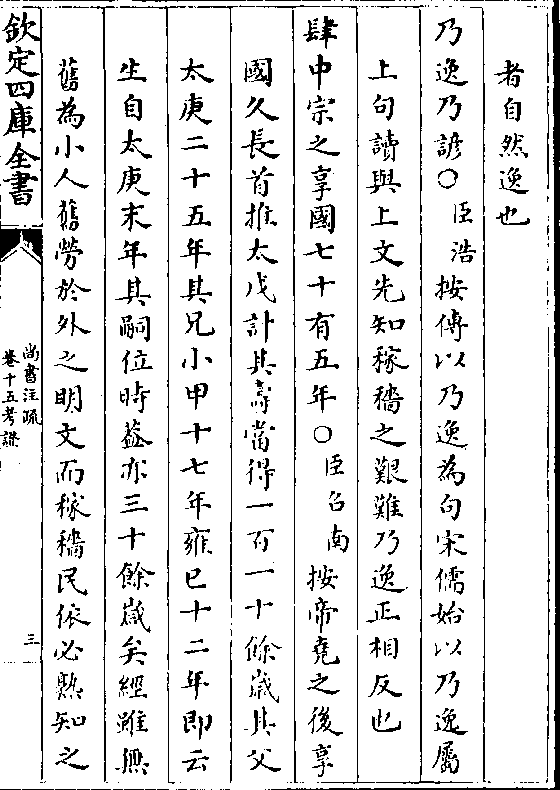 者自然逸也
乃逸乃諺○臣浩按傳以乃逸為句宋儒始以乃逸屬
上句讀與上文先知稼穡之艱難乃逸正相反也
肆中宗之享國七十有五年○臣召南按帝堯之後享
國久長首推太戊計其壽當得一百一十餘歲其父
太庚二十五年其兄小甲十七年雍已十二年即云
生自太庚末年其嗣位時葢亦三十餘歲矣經雖無
舊為小人舊勞於外之明文而稼穡民依必熟知之
欽定四庫全書
尚書注疏
卷十五考證
三